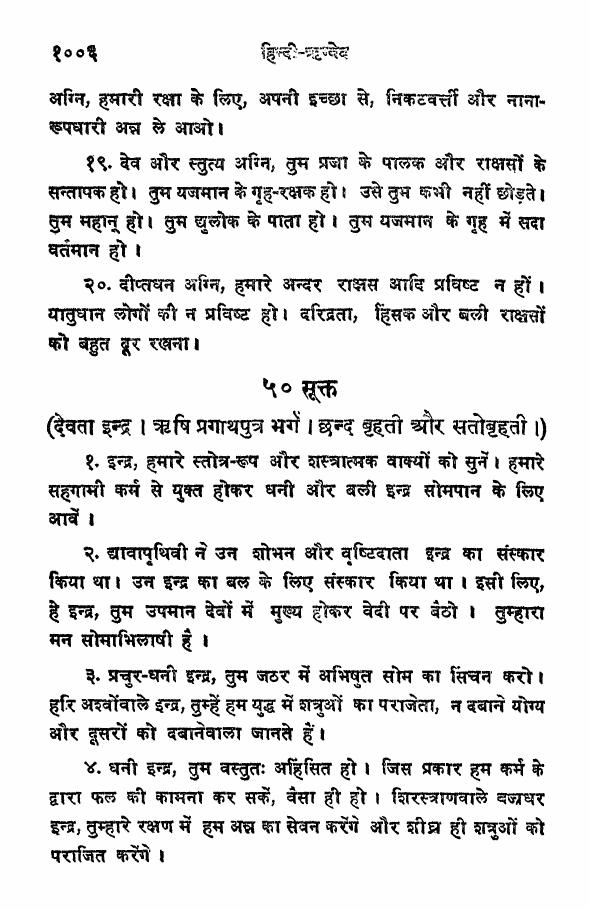 १००६ हिन्दी-ऋग्वेद
अग्नि, हमारी रक्षा के लिए, अपनी इच्छा से, निकटवर्त्ती और नाना-
रूपधारी अन्न ले आओ।
१९. देव और स्तुत्य अग्नि, तुम प्रजा के पालक और राक्षसों के
सन्तापक हो। तुम यजमान के गृह-रक्षक हो। उसे तुम कभी नहीं छोड़ते।
तुम महान् हो। तुम द्युलोक के पाता हो। तुम यजमान के गृह में सदा
वर्तमान हो।
२०. दीप्तधन अग्नि, हमारे अन्दर राक्षस आदि प्रविष्ट न हों।
यातुधान लोगों की न प्रविष्ट हो। दरिद्रता, हिंसक और बली राक्षसों
को बहुत दूर रखना।
५० सूक्त
(देवता इन्द्र। ऋषि प्रगाथपुत्र भर्ग। छन्द बृहती और सतोबृहती।)
१. इन्द्र, हमारे स्तोत्र-रूप और शस्त्रात्मक वाक्यों को सुनें। हमारे
सहगामी कर्म से युक्त होकर धनी और बली इन्द्र सोमपान के लिए
आवें।
२. द्यावापृथिवी ने उन शोभन और वृष्टिदाता इन्द्र का संस्कार
किया था। उन इन्द्र का बल के लिए संस्कार किया था। इसी लिए,
हे इन्द्र, तुम उपमान देवों में मुख्य होकर वेदी पर बैठो। तुम्हारा
मन सोमाभिलाषी है।
३. प्रचुर-धनी इन्द्र, तुम जठर में अभिषुत सोम का सिंचन करो।
हरि अश्वोंवाले इन्द्र, तुम्हें हम युद्ध में शत्रुओं का पराजेता, न दबाने योग्य
और दूसरों को दबानेवाला जानते हैं।
४. धनी इन्द्र, तुम वस्तुतः अहिंसित हो। जिस प्रकार हम कर्म के
द्वारा फल की कामना कर सकें, वैसा ही हो। शिरस्त्राणवाले वज्रधर
इन्द्र, तुम्हारे रक्षण में हम अन्न का सेवन करेंगे और शीघ्र ही शत्रुओं को
पराजित करेंगे।